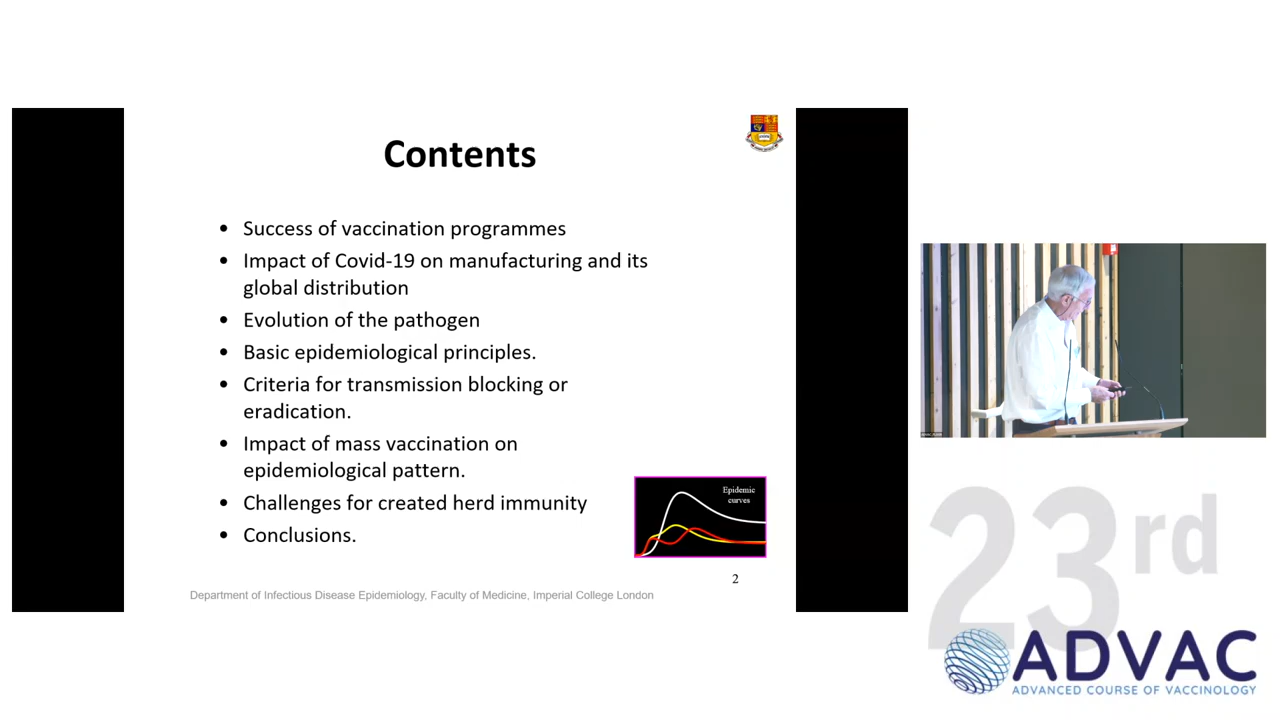 Contents
• Success of vaccination programmes
• Impact of Covid-19 on manufacturing and its
global distribution
• Evolution of the pathogen
• Basic epidemiological principles.
• Criteria for transmission blocking or
eradication.
• Impact of mass vaccination on
epidemiological pattern.
• Challenges for created herd immunity
• Conclusions.
Epidemic
curves
2
Department of Infectious Disease Epidemiology, Faculty of Medicine, Imperial College London
23rd
ADVAC
ADVANCED COURSE OF VACCINOLOGY